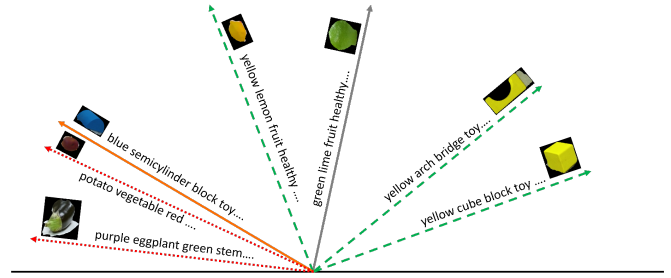 yellow lemon fruit healthy ....
green lime fruit healthy....
blue semicylinder block toy....
yellow arch bridge toy....
potato vegetable red ....
yellow cube block toy ....
purple eggplant green stem....